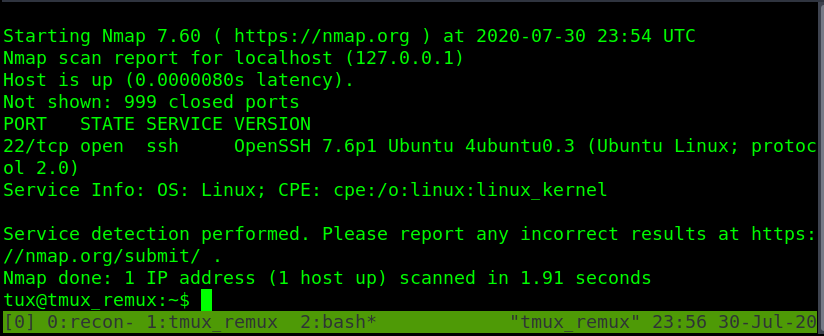 Starting Nmap 7.60 ( https://nmap.org ) at 2020-07-30 23:54 UTC
Nmap scan report for localhost (127.0.0.1)
Host is up (0.0000080s latency).
Not shown: 999 closed ports
PORT   STATE SERVICE VERSION
22/tcp open  ssh     OpenSSH 7.6p1 Ubuntu 4ubuntu0.3 (Ubuntu Linux; protoc
ol 2.0)
Service Info: OS: Linux; CPE: cpe:/o:linux:linux_kernel
Service detection performed. Please report any incorrect results at https:
//nmap.org/submit/ .
Nmap done: 1 IP address (1 host up) scanned in 1.91 seconds
tux@tmux_remux:~$
[0] 0:recon- 1:tmux_remux  2:bash*            "tmux_remux" 23:56 30-Jul-20